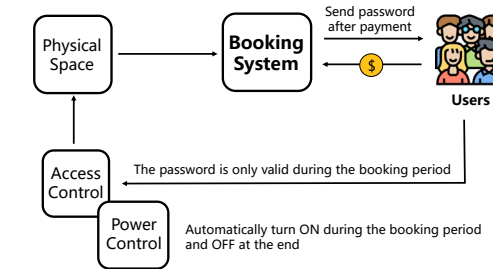 Send password
after payment
Physical
Space
Booking
System
$
Users
Access
Control
The password is only valid during the booking period
Power
Control
Automatically turn ON during the booking period
and OFF at the end